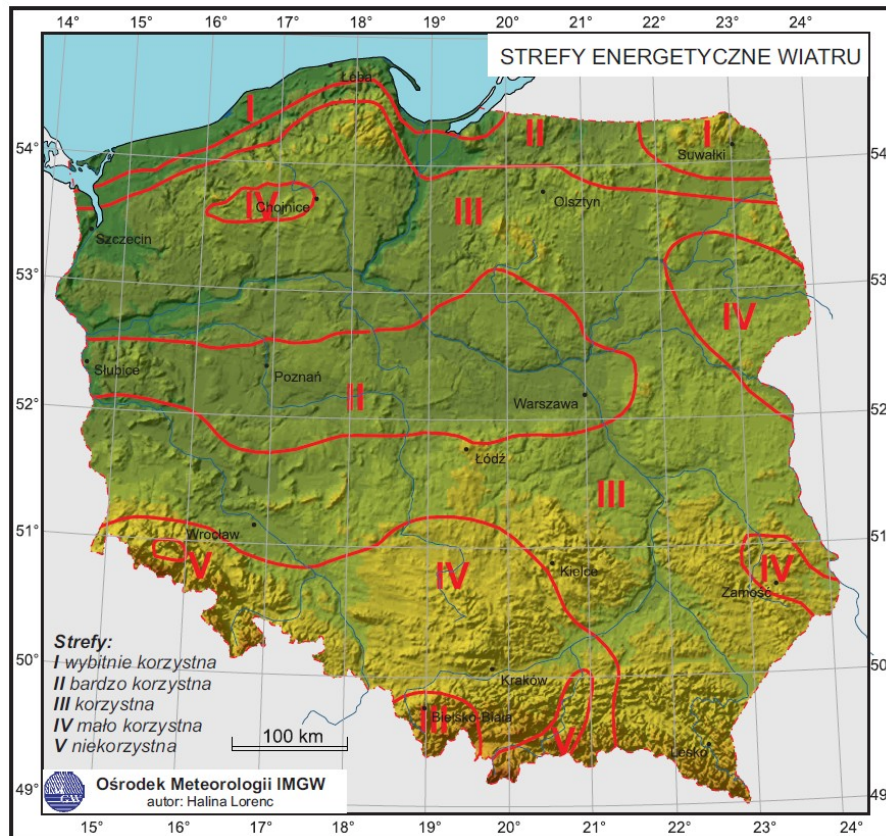 14° 15° 16° 17° 18° 19° 20° 21° 22° 23° 24°
STREFY ENERGETYCZNE WIATRU
Łeba
I
54°
II
I
Suwałki
54
IV
Chojnice
III
Olsztyn
Szczecin
53°
53
IV
Słubice
Poznań
II
Warszawa
52°
52
Łódź
III
51°
Wrocław
51
V
IV
Kielce
IV
Zamość
Strefy:
I wybitnie korzystna
II bardzo korzystna
III korzystna
IV mało korzystna
V niekorzystna
50°
50
Kraków
Bielsko-Biała
III
V
Lesko
100 km
49°
49
Ośrodek Meteorologii IMGW
autor: Halina Lorenc
15° 16° 17° 18° 19° 20° 21° 22° 23° 24°